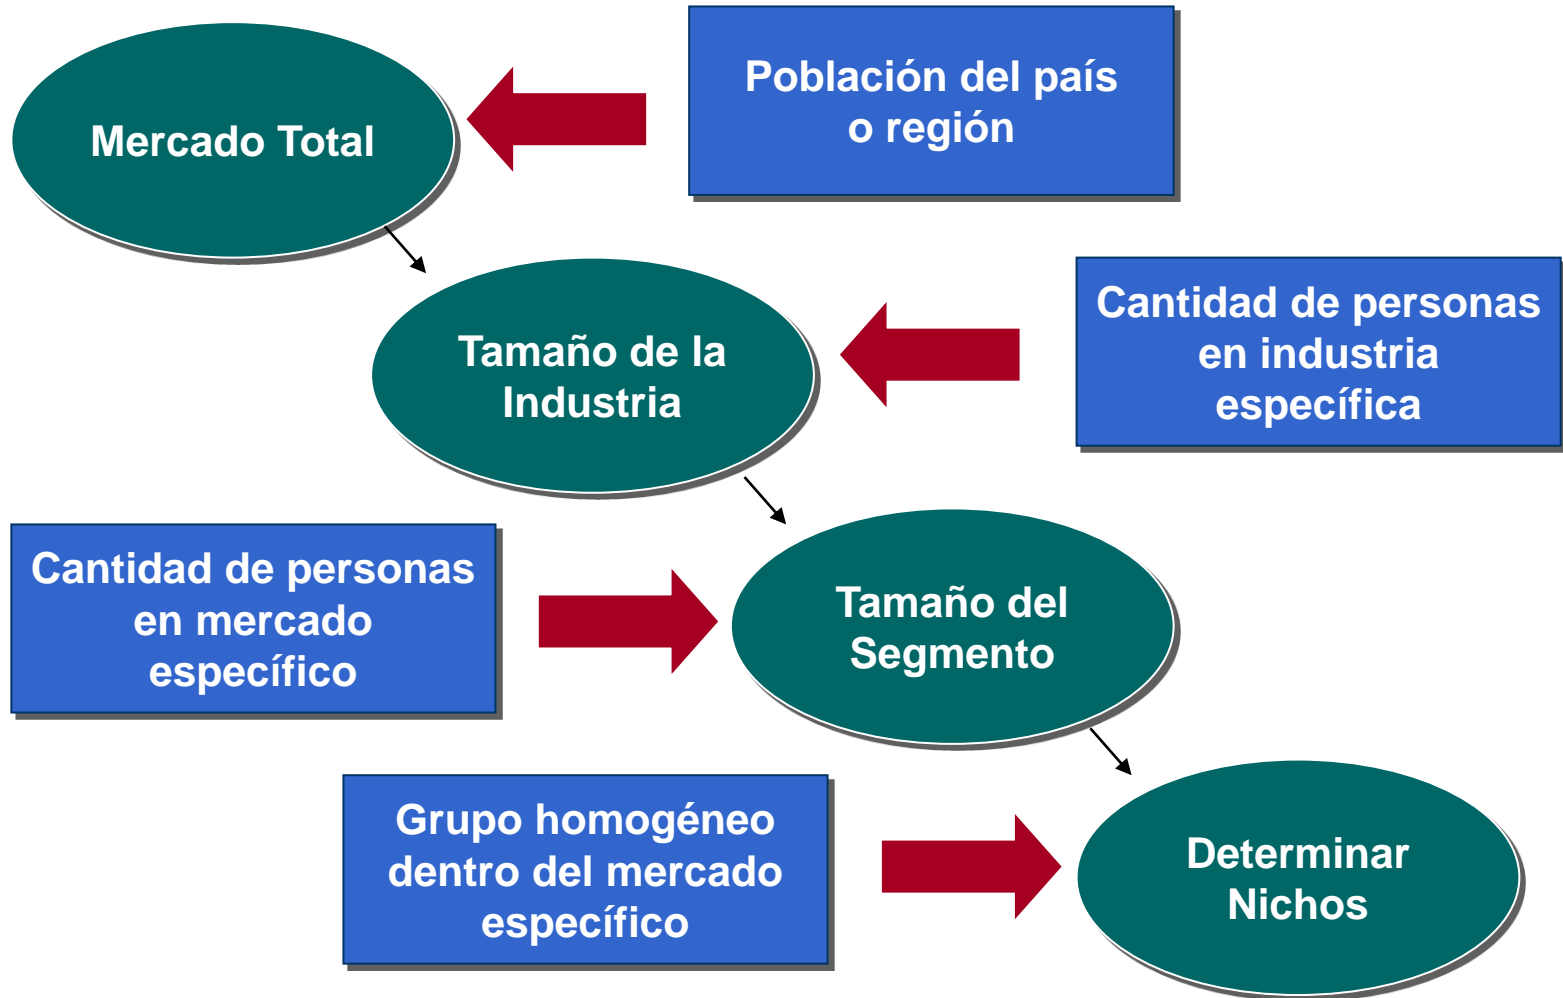 Mercado Total
Población del país
o región
Tamaño de la
Industria
Cantidad de personas
en industria
específica
Cantidad de personas
en mercado
específico
Tamaño del
Segmento
Grupo homogéneo
dentro del mercado
específico
Determinar
Nichos